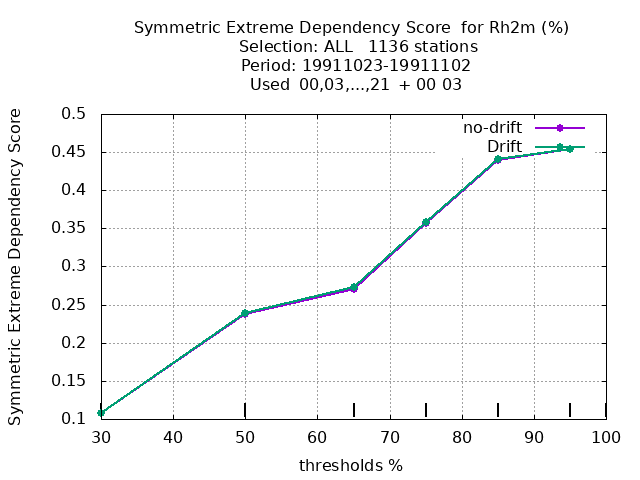 Symmetric Extreme Dependency Score  for Rh2m (%)
Selection: ALL   1136 stations
Period: 19911023-19911102
Used  00,03,...,21  + 00 03
Symmetric Extreme Dependency Score
0.5
0.45
0.4
0.35
0.3
0.25
0.2
0.15
0.1
no-drift
Drift
30 40 50 60 70 80 90 100
thresholds %